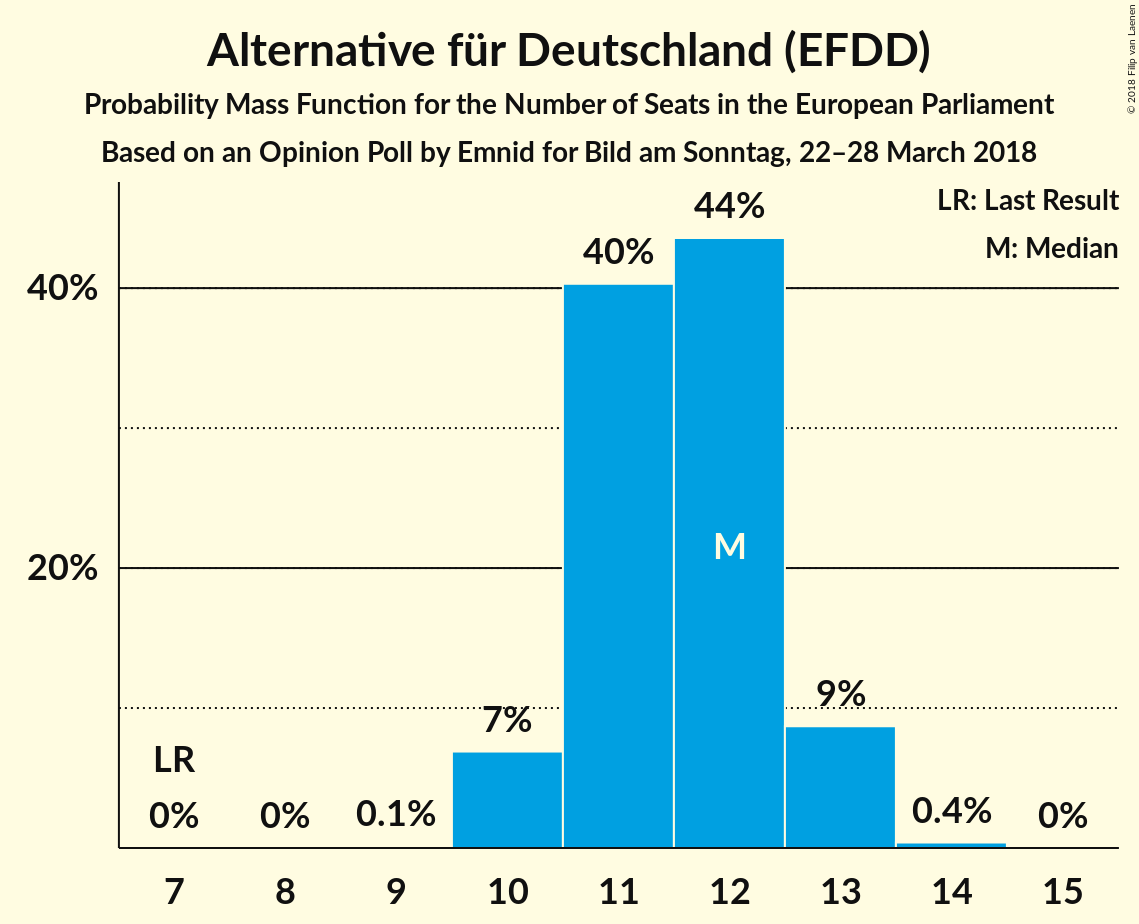 Alternative für Deutschland (EFDD)
Probability Mass Function for the Number of Seats in the European Parliament
Based on an Opinion Poll by Emnid for Bild am Sonntag, 22–28 March 2018
© 2018 Filip van Laenen
LR: Last Result
M: Median
44%
40%
40%
M
20%
9%
7%
LR
0%
0%
0.1%
0.4%
0%
7 8 9 10 11 12 13 14 15